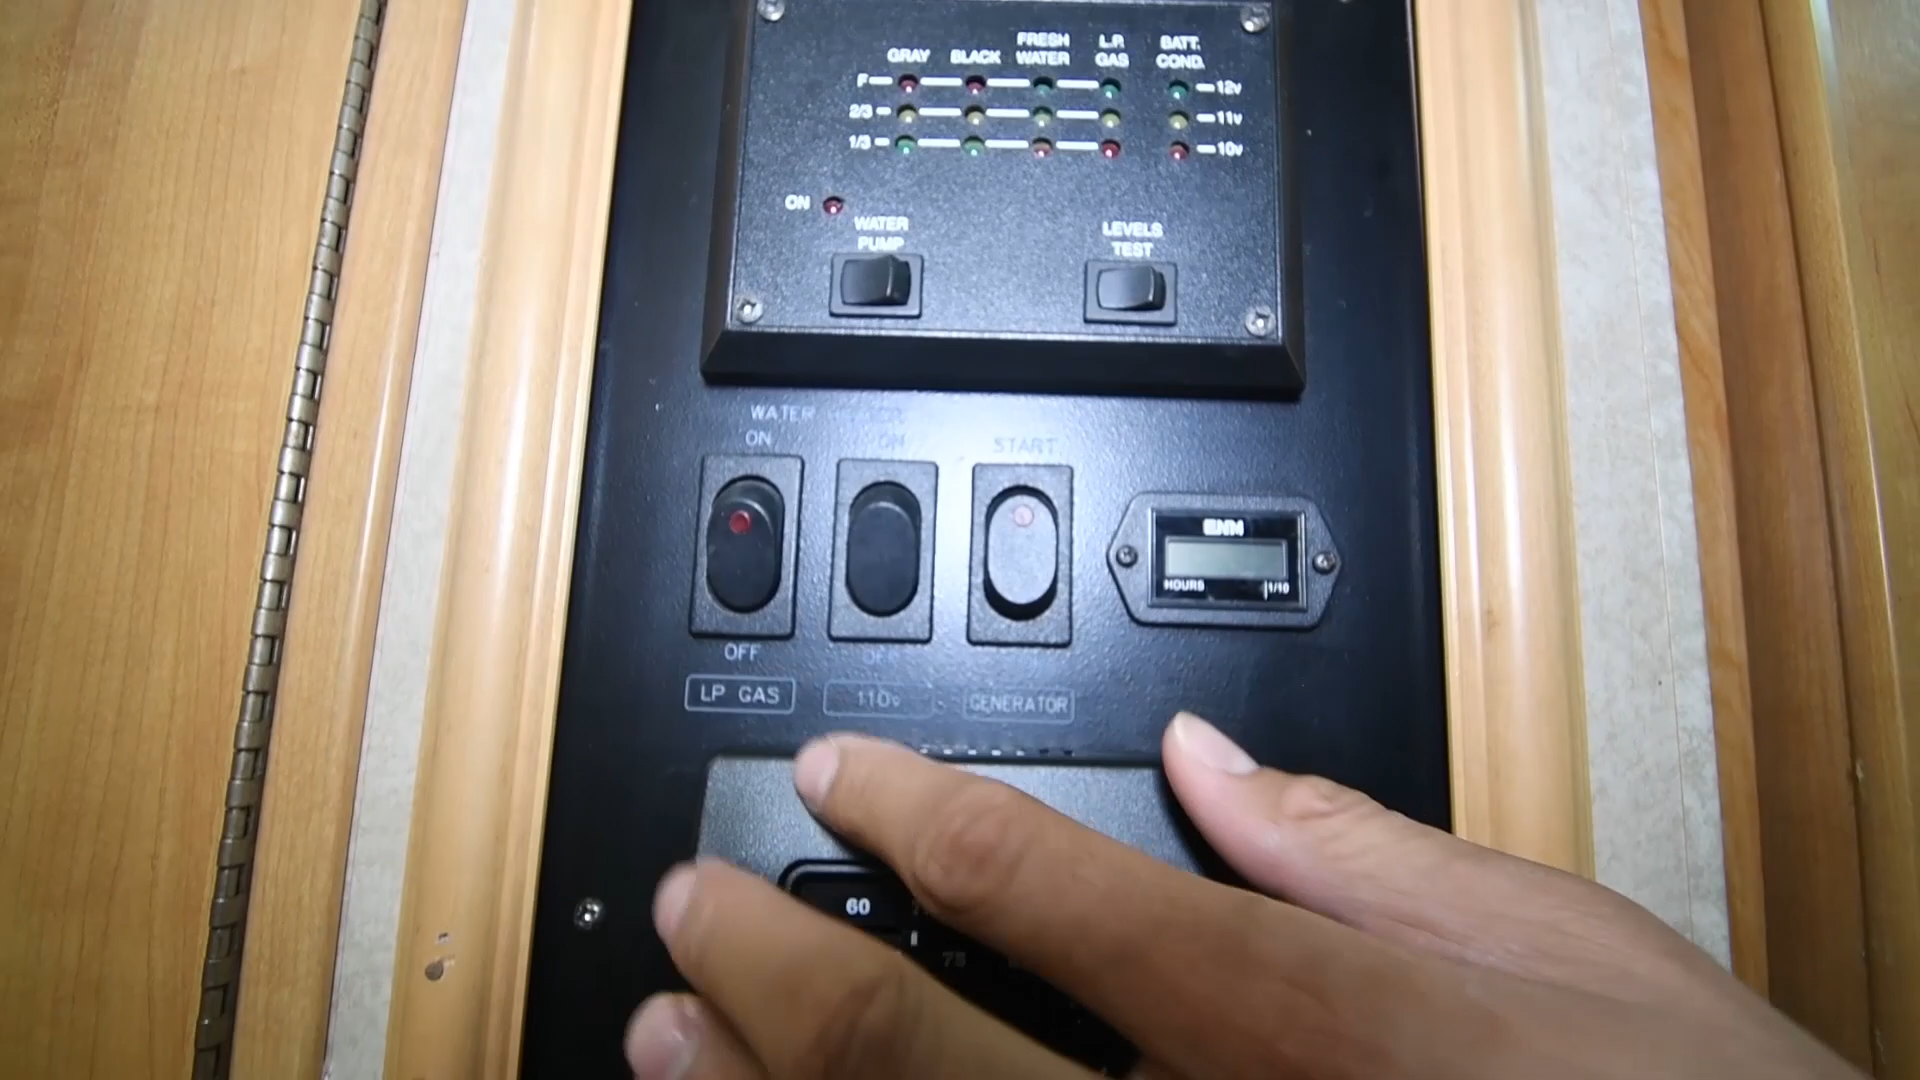 GRAY BLACK FRESH WATER L.P. GAS BATT. COND.
F 12v
2/3 11v
1/3 10v
ON
WATER PUMP LEVELS TEST
WATER
ON ON START
ENM
HOURS 1/10
OFF OFF
LP GAS 110v GENERATOR
60
75